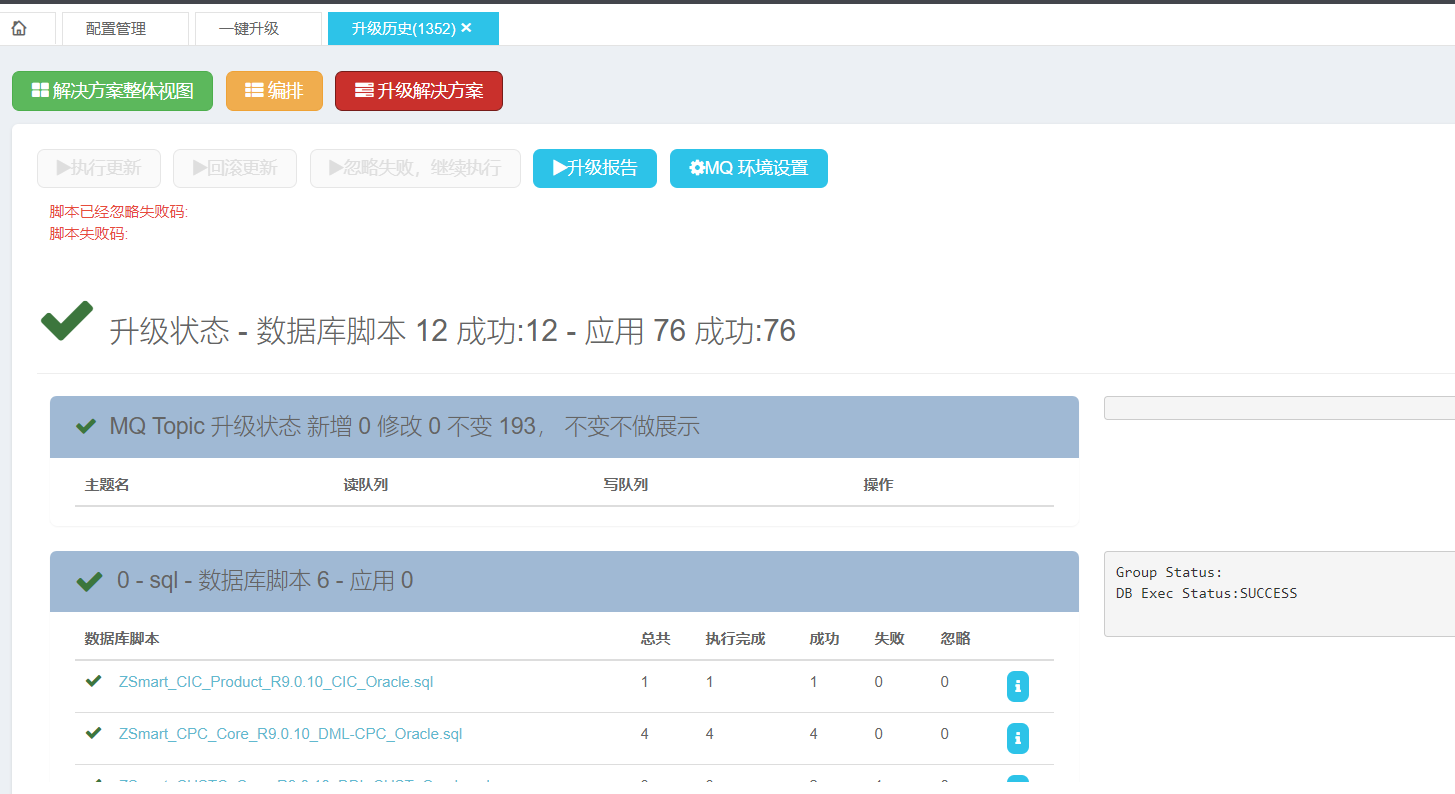 配置管理
一键升级
升级历史(1352)
解决方案整体视图
编排
升级解决方案
执行更新
回滚更新
忽略失败，继续执行
升级报告
MQ 环境设置
脚本已经忽略失败码:
脚本失败码:
升级状态 - 数据库脚本 12 成功:12 - 应用 76 成功:76
MQ Topic 升级状态 新增 0 修改 0 不变 193， 不变不做展示
主题名 读队列 写队列 操作
0 - sql - 数据库脚本 6 - 应用 0
Group Status:
DB Exec Status:SUCCESS
数据库脚本 总共 执行完成 成功 失败 忽略
ZSmart_CIC_Product_R9.0.10_CIC_Oracle.sql 1 1 1 0 0
ZSmart_CPC_Core_R9.0.10_DML-CPC_Oracle.sql 4 4 4 0 0